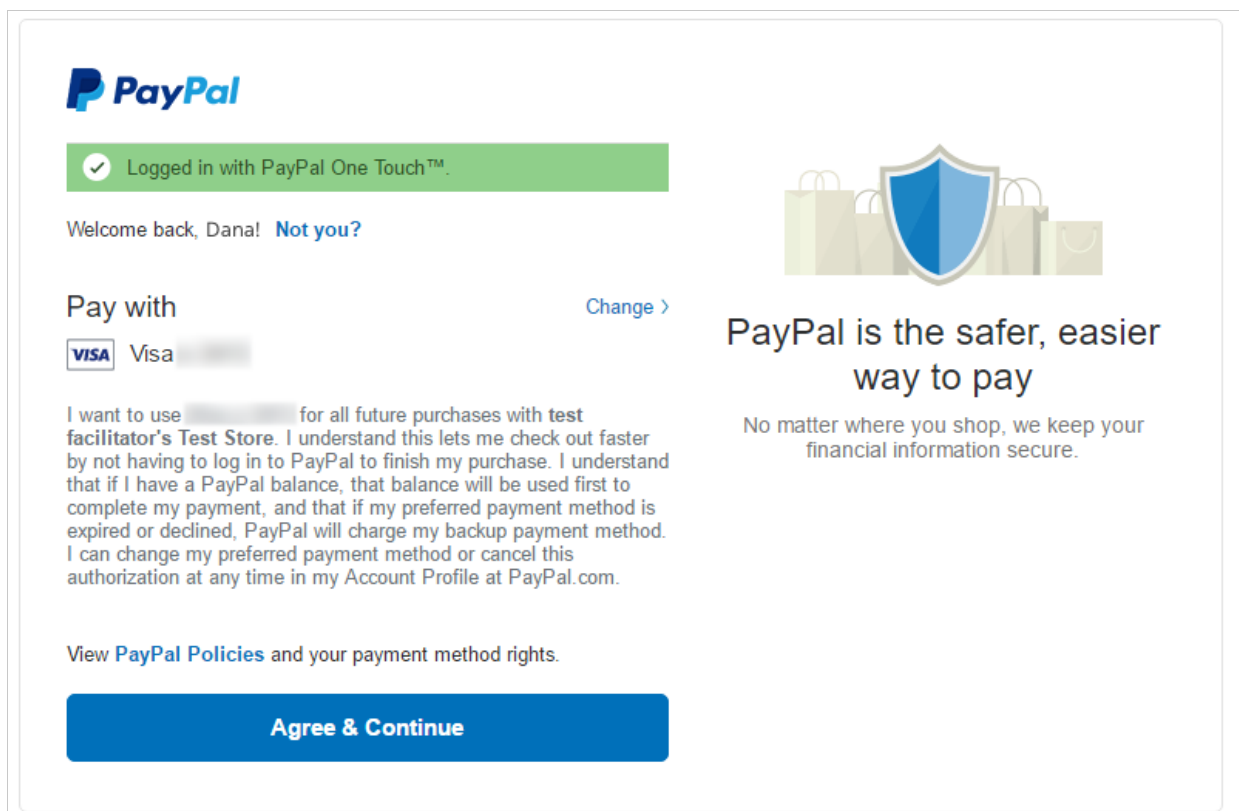 PayPal
Logged in with PayPal One Touch™.
Welcome back, Dana! Not you?
Pay with
Change >
VISA Visa
I want to use for all future purchases with test
facilitator's Test Store. I understand this lets me check out faster
by not having to log in to PayPal to finish my purchase. I understand
that if I have a PayPal balance, that balance will be used first to
complete my payment, and that if my preferred payment method is
expired or declined, PayPal will charge my backup payment method.
I can change my preferred payment method or cancel this
authorization at any time in my Account Profile at PayPal.com.
View PayPal Policies and your payment method rights.
Agree & Continue
PayPal is the safer, easier
way to pay
No matter where you shop, we keep your
financial information secure.